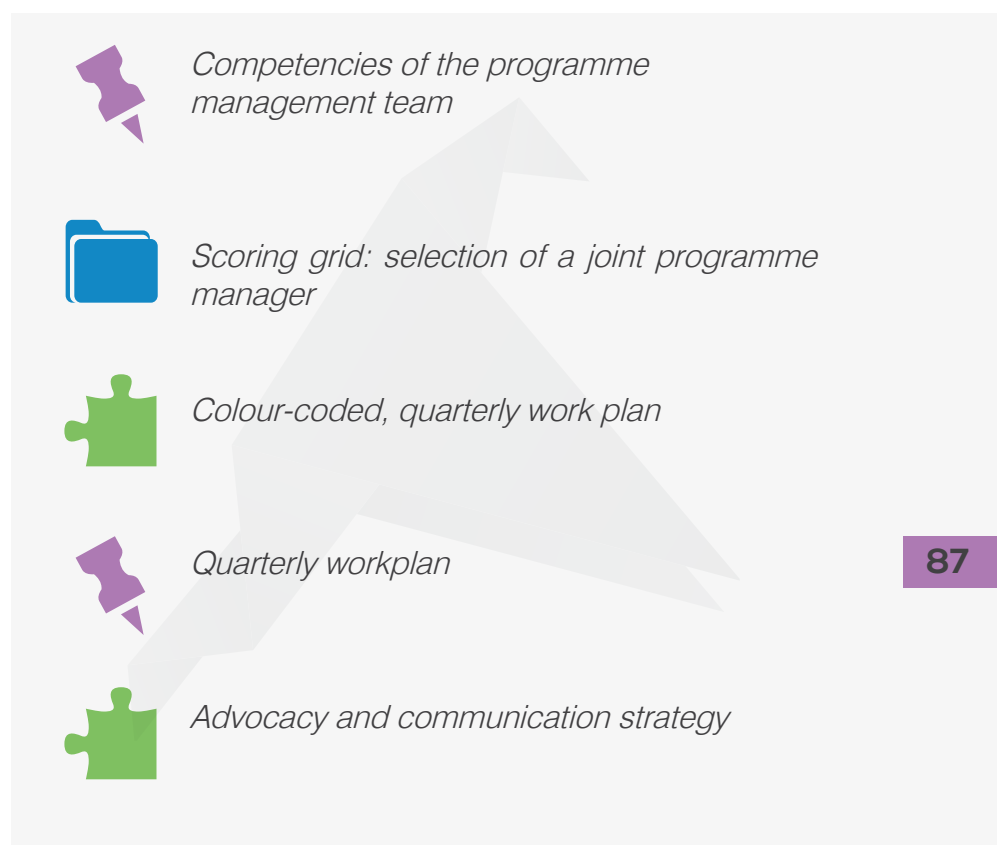 Competencies of the programme
management team
Scoring grid: selection of a joint programme
manager
Colour-coded, quarterly work plan
Quarterly workplan
87
Advocacy and communication strategy